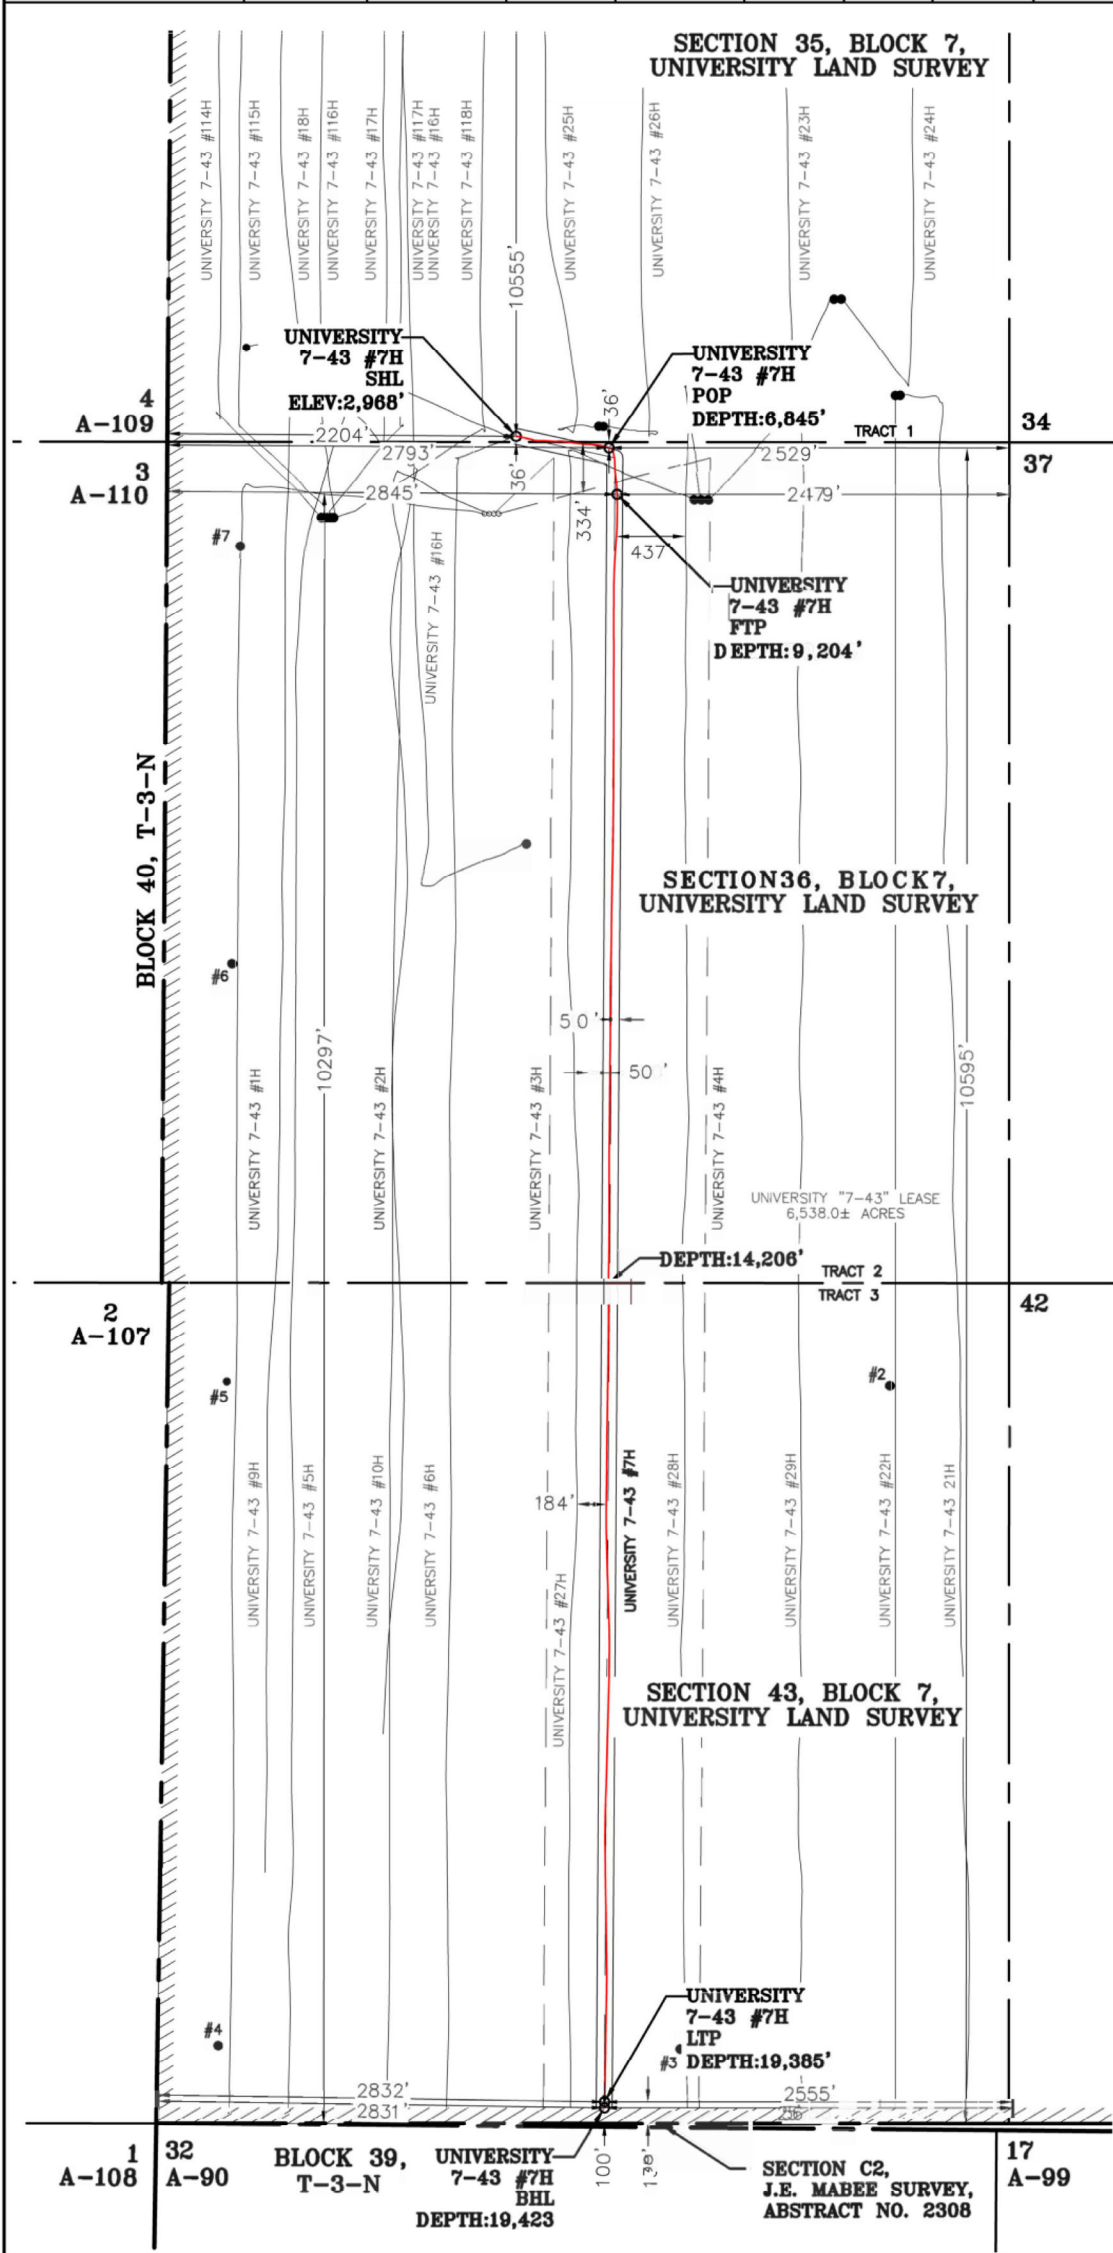 SECTION 35, BLOCK 7,
UNIVERSITY LAND SURVEY
UNIVERSITY 7-43 #114H
UNIVERSITY 7-43 #115H
UNIVERSITY 7-43 #18H
UNIVERSITY 7-43 #116H
UNIVERSITY 7-43 #17H
UNIVERSITY 7-43 #117H
UNIVERSITY 7-43 #16H
UNIVERSITY 7-43 #118H
UNIVERSITY 7-43 #25H
UNIVERSITY 7-43 #26H
UNIVERSITY 7-43 #23H
UNIVERSITY 7-43 #24H
10555'
UNIVERSITY
7-43 #7H
SHL
ELEV:2,968'
UNIVERSITY
7-43 #7H
POP
DEPTH:6,845'
36'
4
A-109
3
A-110
34
37
TRACT 1
2204'
2793'
2529'
36'
2845'
2479'
334'
437'
#7
UNIVERSITY 7-43 #16H
UNIVERSITY
7-43 #7H
FTP
DEPTH:9,204'
BLOCK 40, T-3-N
SECTION36, BLOCK7,
UNIVERSITY LAND SURVEY
#6
50'
50'
10297'
10595'
UNIVERSITY 7-43 #1H
UNIVERSITY 7-43 #2H
UNIVERSITY 7-43 #3H
UNIVERSITY 7-43 #4H
UNIVERSITY "7-43" LEASE
6,538.0± ACRES
DEPTH:14,206'
TRACT 2
TRACT 3
2
A-107
42
#5
#2
UNIVERSITY 7-43 #9H
UNIVERSITY 7-43 #5H
UNIVERSITY 7-43 #10H
UNIVERSITY 7-43 #6H
184'
UNIVERSITY 7-43 #27H
UNIVERSITY 7-43 #7H
UNIVERSITY 7-43 #28H
UNIVERSITY 7-43 #29H
UNIVERSITY 7-43 #22H
UNIVERSITY 7-43 21H
SECTION 43, BLOCK 7,
UNIVERSITY LAND SURVEY
UNIVERSITY
7-43 #7H
LTP
DEPTH:19,385'
#4
#3
2832'
2831'
2555'
1
A-108
32
A-90
BLOCK 39,
T-3-N
UNIVERSITY
7-43 #7H
BHL
DEPTH:19,423
100'
SECTION C2,
J.E. MABEE SURVEY,
ABSTRACT NO. 2308
17
A-99